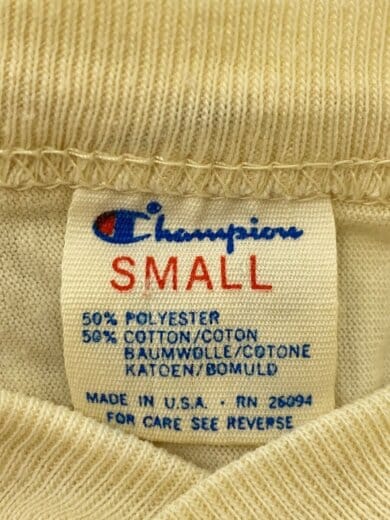 Champion
SMALL
50% POLYESTER
50% COTTON/COTON
BAUMWOLLE/COTONE
KATOEN/BOMULD
MADE IN U.S.A. · RN 26094
FOR CARE SEE REVERSE